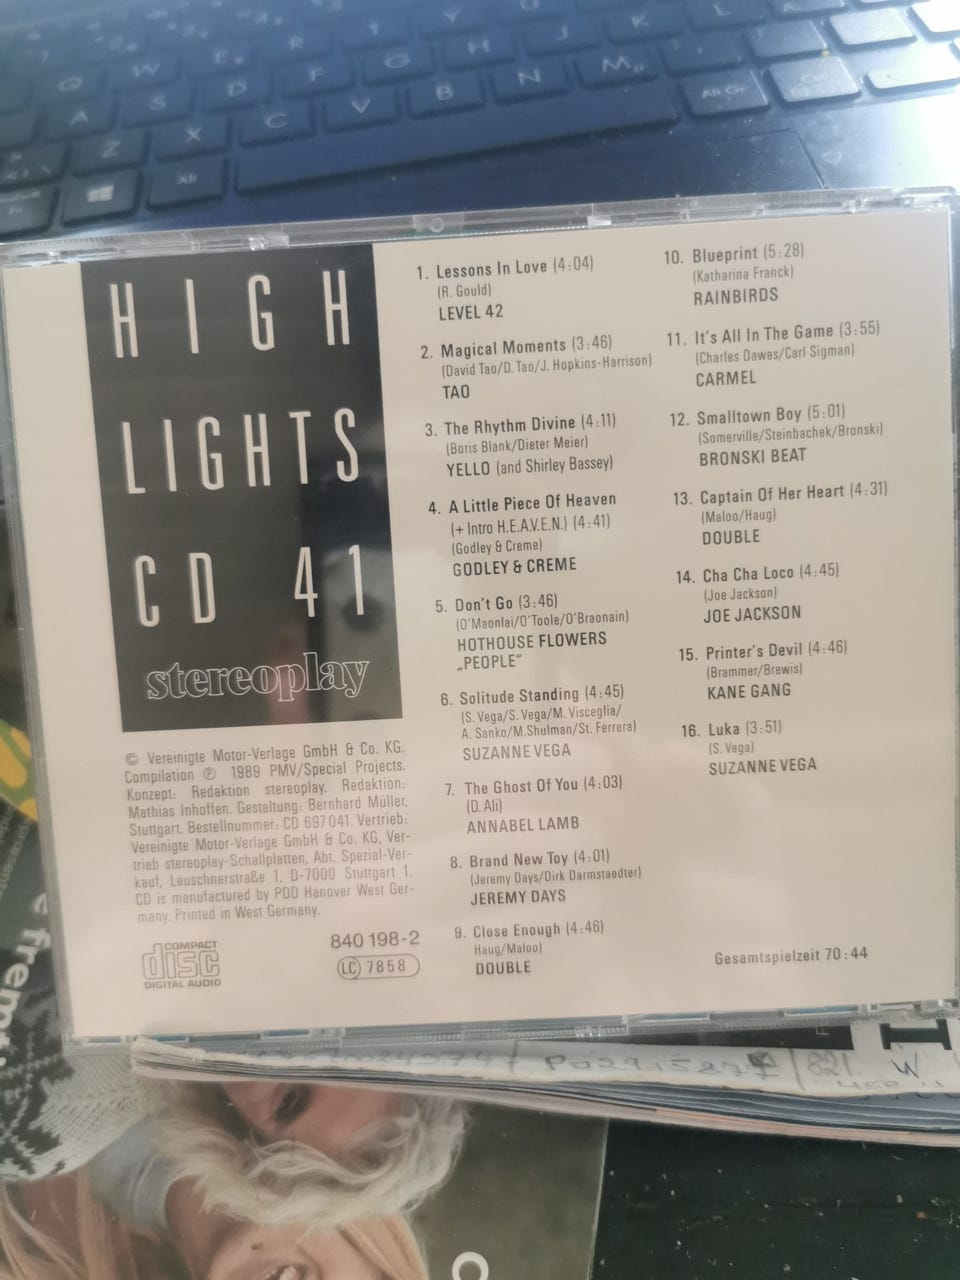 HIGH
LIGHTS
CD 41
stereoplay
© Vereinigte Motor-Verlage GmbH & Co. KG.
Compilation Ⓟ 1989 PMV/Special Projects.
Konzept: Redaktion stereoplay. Redaktion:
Mathias Inhoffen. Gestaltung: Bernhard Müller,
Stuttgart. Bestellnummer: CD 697 041. Vertrieb:
Vereinigte Motor-Verlage GmbH & Co. KG, Ver-
trieb stereoplay-Schallplatten, Abt. Spezial-Ver-
kauf, Leuschnerstraße 1, D-7000 Stuttgart 1.
CD is manufactured by PDO Hanover West Ger-
many. Printed in West Germany.
COMPACT
disc
DIGITAL AUDIO
840 198-2
LC 7858
1. Lessons In Love (4:04)
(R. Gould)
LEVEL 42
2. Magical Moments (3:46)
(David Tao/D. Tao/J. Hopkins-Harrison)
TAO
3. The Rhythm Divine (4:11)
(Boris Blank/Dieter Meier)
YELLO (and Shirley Bassey)
4. A Little Piece Of Heaven
(+ Intro H.E.A.V.E.N.) (4:41)
(Godley & Creme)
GODLEY & CREME
5. Don't Go (3:46)
(O'Maonlai/O'Toole/O'Braonain)
HOTHOUSE FLOWERS
„PEOPLE"
6. Solitude Standing (4:45)
(S. Vega/S. Vega/M. Visceglia/
A. Sanko/M.Shulman/St. Ferrera)
SUZANNE VEGA
7. The Ghost Of You (4:03)
(D. Ali)
ANNABEL LAMB
8. Brand New Toy (4:01)
(Jeremy Days/Dirk Darmstaedter)
JEREMY DAYS
9. Close Enough (4:46)
Haug/Maloo)
DOUBLE
10. Blueprint (5:28)
(Katharina Franck)
RAINBIRDS
11. It's All In The Game (3:55)
(Charles Dawes/Carl Sigman)
CARMEL
12. Smalltown Boy (5:01)
(Somerville/Steinbachek/Bronski)
BRONSKI BEAT
13. Captain Of Her Heart (4:31)
(Maloo/Haug)
DOUBLE
14. Cha Cha Loco (4:45)
(Joe Jackson)
JOE JACKSON
15. Printer's Devil (4:46)
(Brammer/Brewis)
KANE GANG
16. Luka (3:51)
(S. Vega)
SUZANNE VEGA
Gesamtspielzeit 70:44
Q W E R T Y U
A S D F G H J K L
Z X C V B N M
Alt
Alt Gr
Ctrl
Fn
W